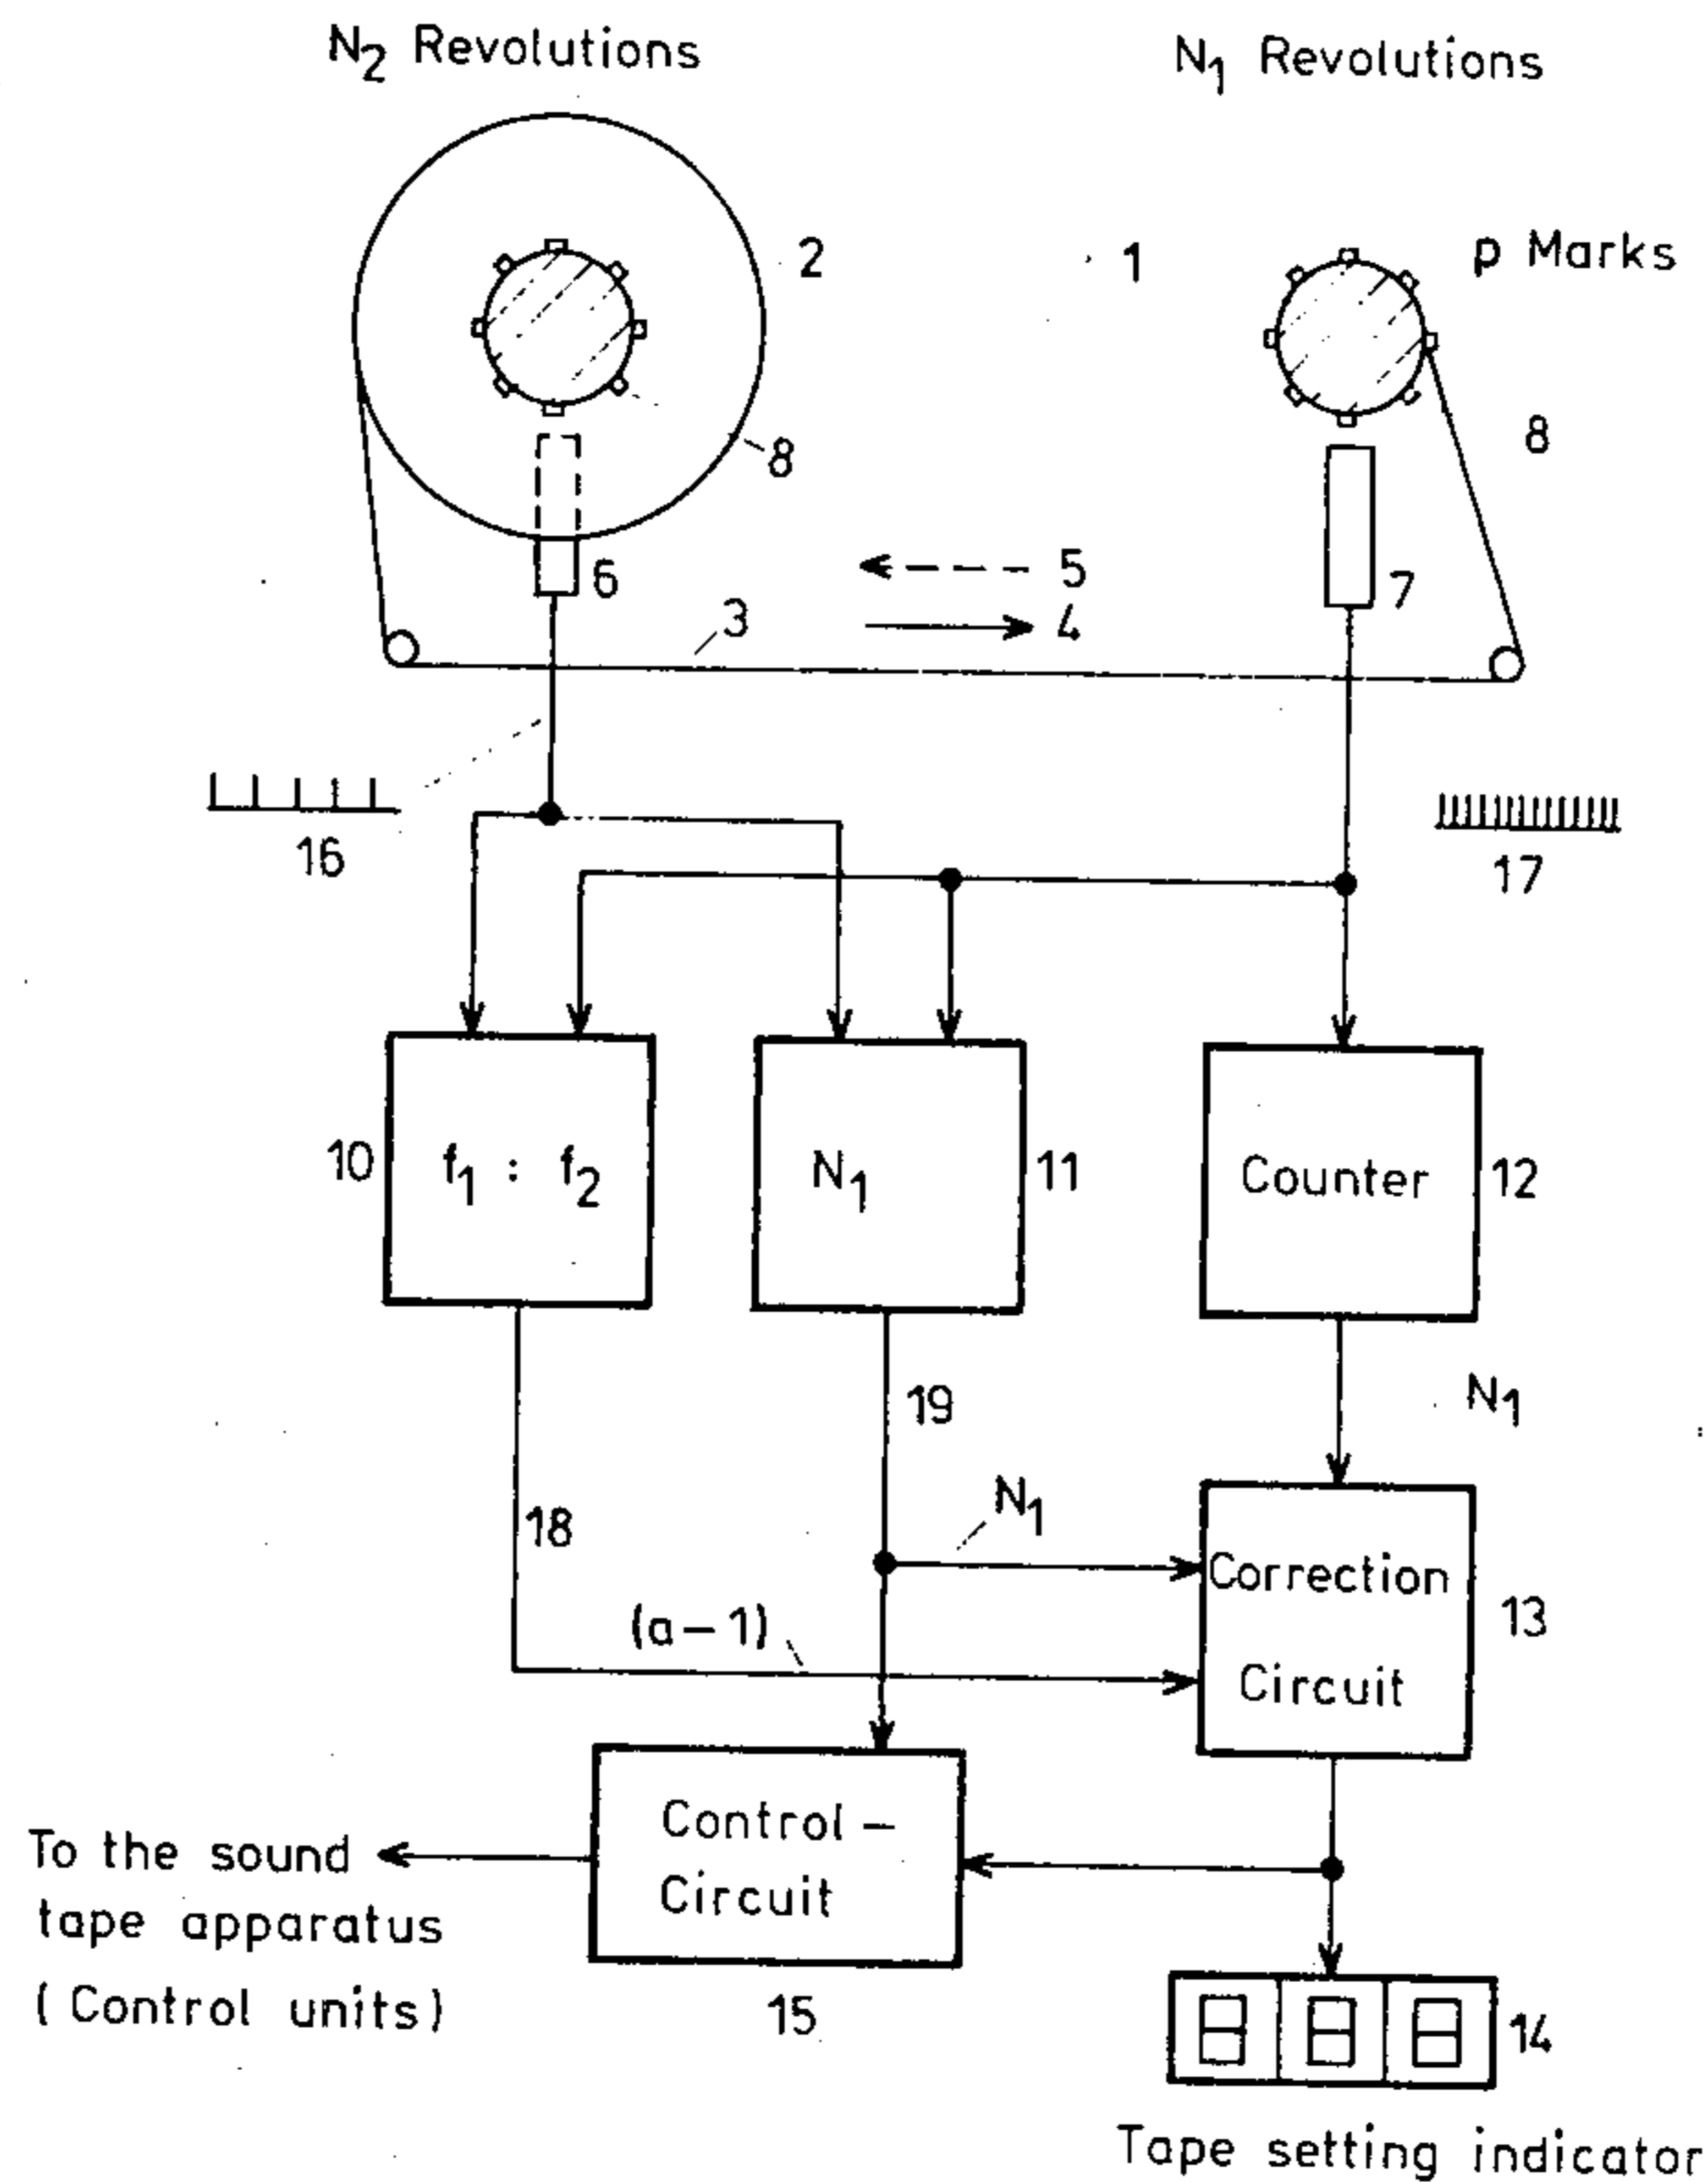 N₂ Revolutions
N₁ Revolutions
2
1
p Marks
8
8
6
5
7
3
4
16
17
10
f₁ : f₂
N₁
11
Counter
12
19
N₁
18
N₁
Correction
Circuit
13
(a-1)
Control-
Circuit
15
To the sound
tape apparatus
(Control units)
14
Tape setting indicator